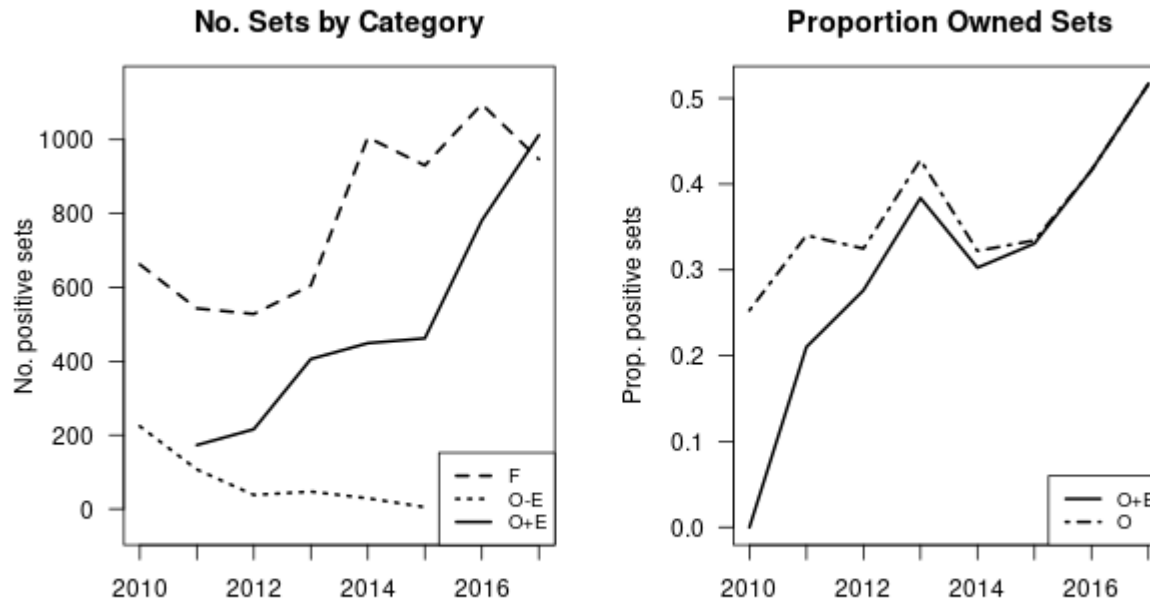 No. Sets by Category
No. positive sets
1000
800
600
400
200
0
2010
2012
2014
2016
F
O-E
O+E
Proportion Owned Sets
Prop. positive sets
0.5
0.4
0.3
0.2
0.1
0.0
2010
2012
2014
2016
O+E
O